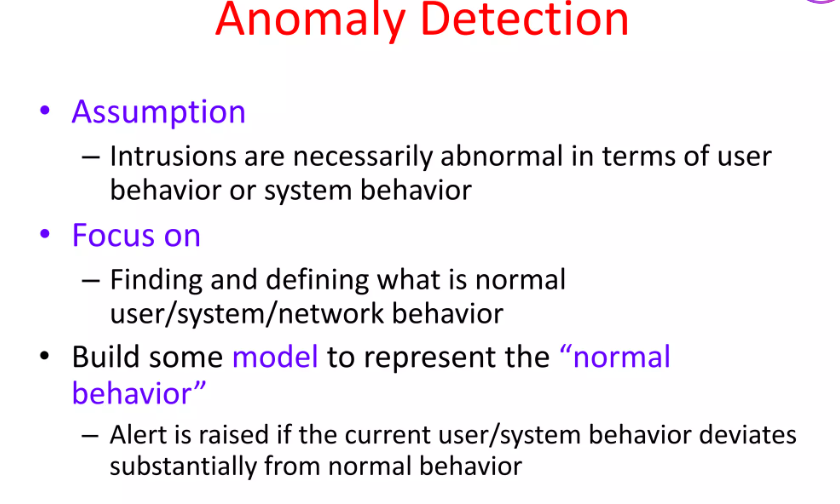 Anomaly Detection
• Assumption
– Intrusions are necessarily abnormal in terms of user
behavior or system behavior
• Focus on
– Finding and defining what is normal
user/system/network behavior
• Build some model to represent the “normal
behavior”
– Alert is raised if the current user/system behavior deviates
substantially from normal behavior